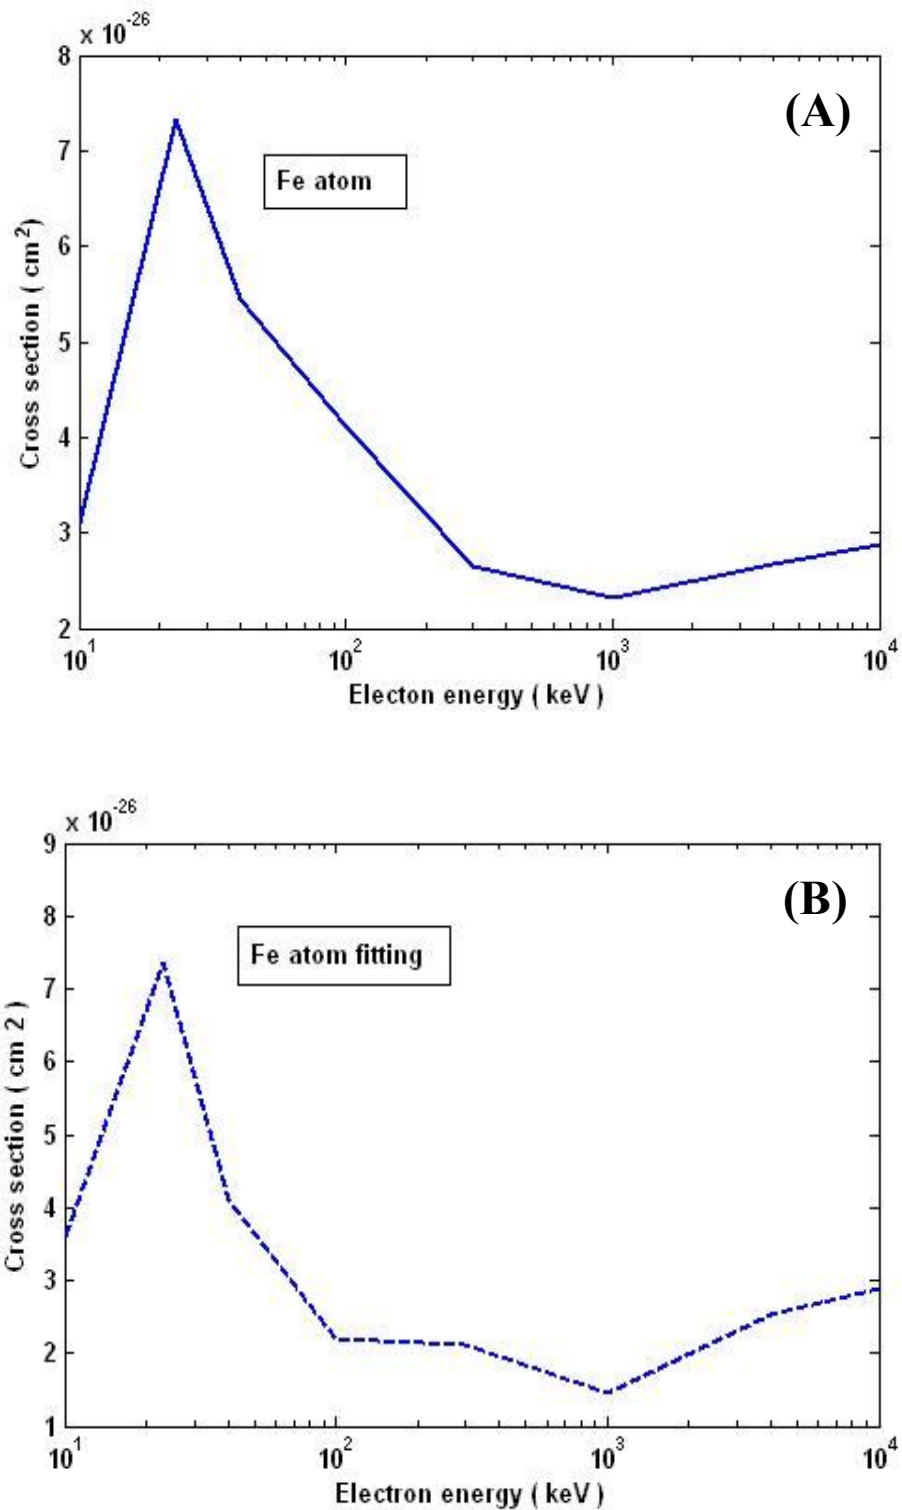 x 10^-26
8
(A)
7
Fe atom
6
5
4
3
2
Cross section ( cm^2)
10^1 10^2 10^3 10^4
Electon energy ( keV )
x 10^-26
9
(B)
8
Fe atom fitting
7
6
5
4
3
2
1
Cross section ( cm 2 )
10^1 10^2 10^3 10^4
Electron energy ( keV )